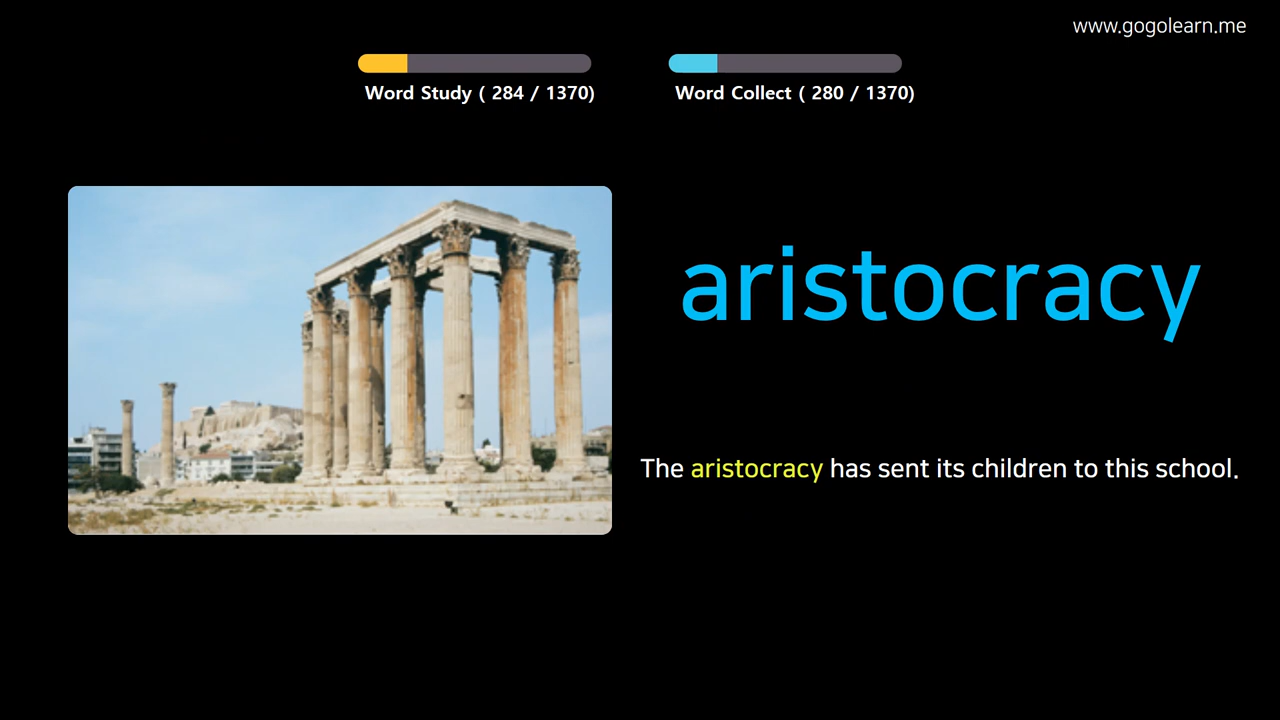 www.gogolearn.me
Word Study ( 284 / 1370)
Word Collect ( 280 / 1370)
aristocracy
The aristocracy has sent its children to this school.